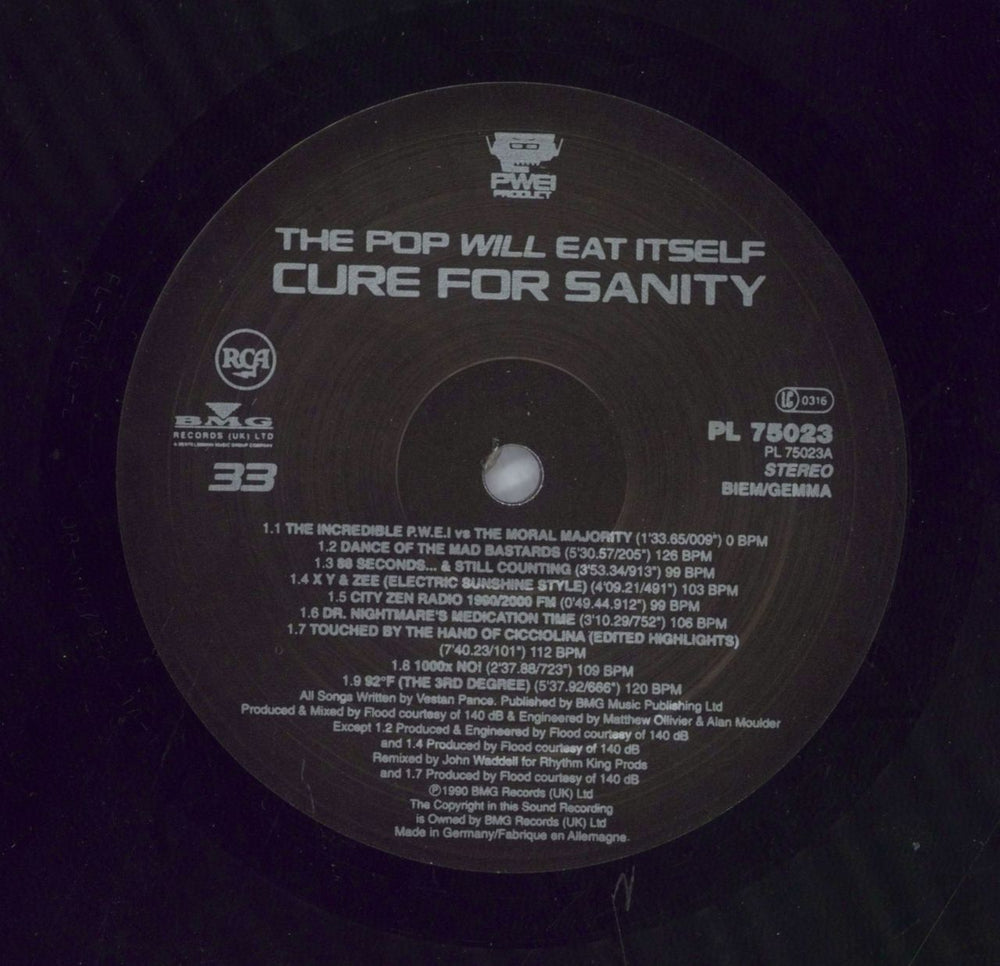 PWEI
PRODUCT
THE POP WILL EAT ITSELF
CURE FOR SANITY
RCA
BMG
RECORDS (UK) LTD
A BERTELSMANN MUSIC GROUP COMPANY
33
LC 0316
PL 75023
PL 75023A
STEREO
BIEM/GEMMA
1.1 THE INCREDIBLE P.W.E.I vs THE MORAL MAJORITY (1'33.65/009") 0 BPM
1.2 DANCE OF THE MAD BASTARDS (5'30.57/205") 126 BPM
1.3 88 SECONDS... & STILL COUNTING (3'53.34/913") 99 BPM
1.4 X Y & ZEE (ELECTRIC SUNSHINE STYLE) (4'09.21/491") 103 BPM
1.5 CITY ZEN RADIO 1990/2000 FM (0'49.44.912") 99 BPM
1.6 DR. NIGHTMARE'S MEDICATION TIME (3'10.29/752") 106 BPM
1.7 TOUCHED BY THE HAND OF CICCIOLINA (EDITED HIGHLIGHTS)
(7'40.23/101") 112 BPM
1.8 1000x NO! (2'37.88/723") 109 BPM
1.9 92°F (THE 3RD DEGREE) (5'37.92/666") 120 BPM
All Songs Written by Vestan Pance. Published by BMG Music Publishing Ltd
Produced & Mixed by Flood courtesy of 140 dB & Engineered by Matthew Ollivier & Alan Moulder
Except 1.2 Produced & Engineered by Flood courtesy of 140 dB
and 1.4 Produced by Flood courtesy of 140 dB
Remixed by John Waddell for Rhythm King Prods
and 1.7 Produced by Flood courtesy of 140 dB
℗1990 BMG Records (UK) Ltd
The Copyright in this Sound Recording
is Owned by BMG Records (UK) Ltd
Made in Germany/Fabrique en Allemagne.